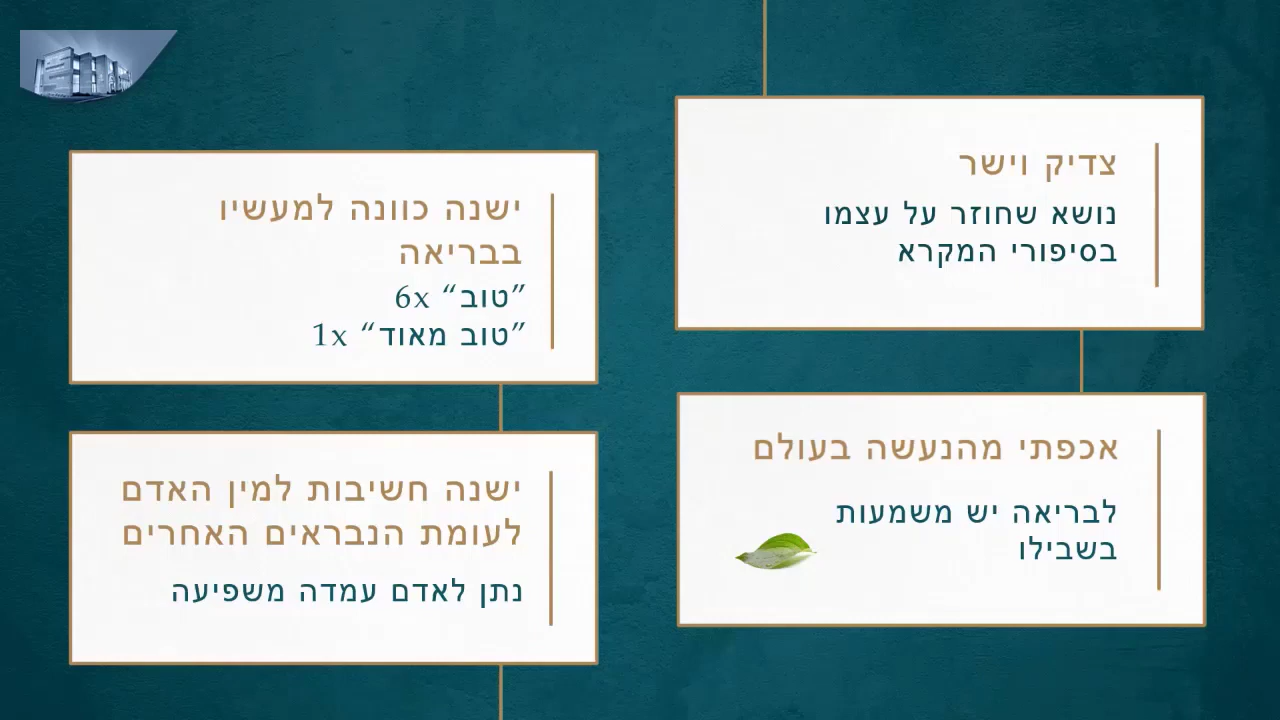 צדיק וישר
נושא שחוזר על עצמו
בסיפורי המקרא
אכפתי מהנעשה בעולם
לבריאה יש משמעות
בשבילו
ישנה כוונה למעשיו
בבריאה
”טוב“ 6x
”טוב מאוד“ 1x
ישנה חשיבות למין האדם
לעומת הנבראים האחרים
נתן לאדם עמדה משפיעה